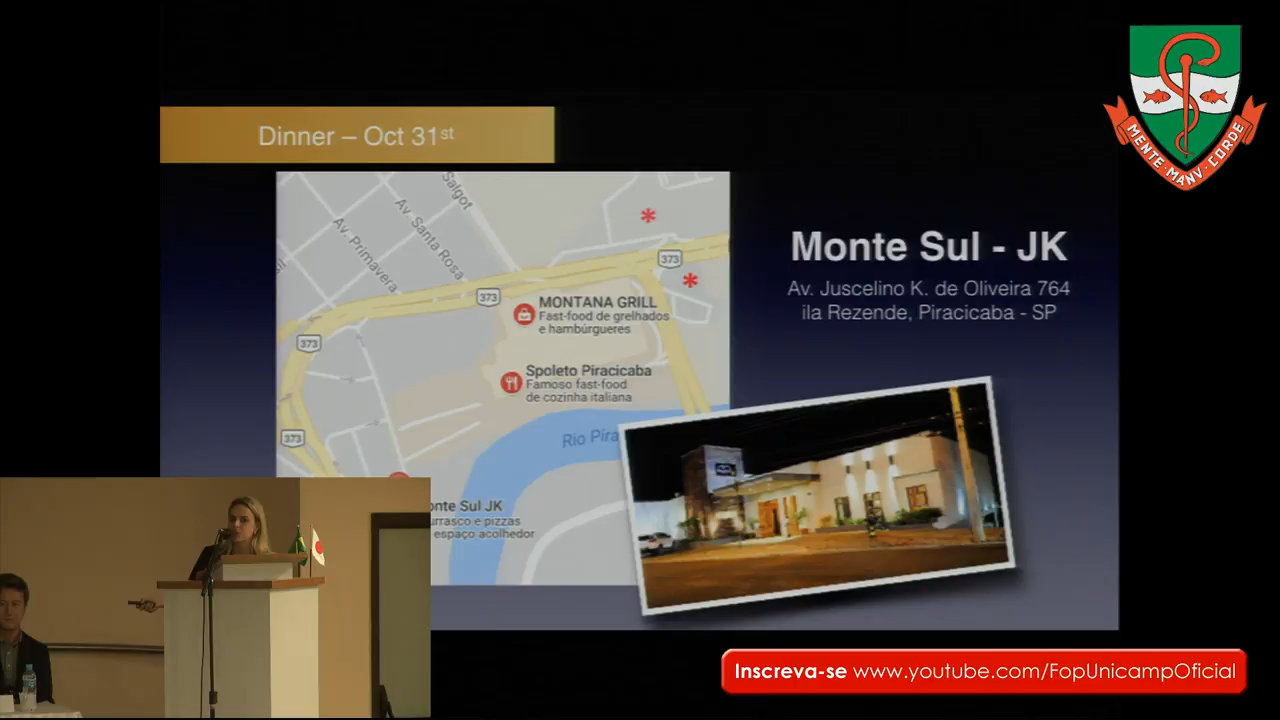 Dinner – Oct 31st
Salgot
Av. Santa Rosa
Av. Primavera
373
373
373
373
MONTANA GRILL
Fast-food de grelhados
e hambúrgueres
Spoleto Piracicaba
Famoso fast-food
de cozinha italiana
Rio Pira
onte Sul JK
urrasco e pizzas
espaço acolhedor
Monte Sul - JK
Av. Juscelino K. de Oliveira 764
ila Rezende, Piracicaba - SP
MENTE·MANV·CORDE
Inscreva-se www.youtube.com/FopUnicampOficial